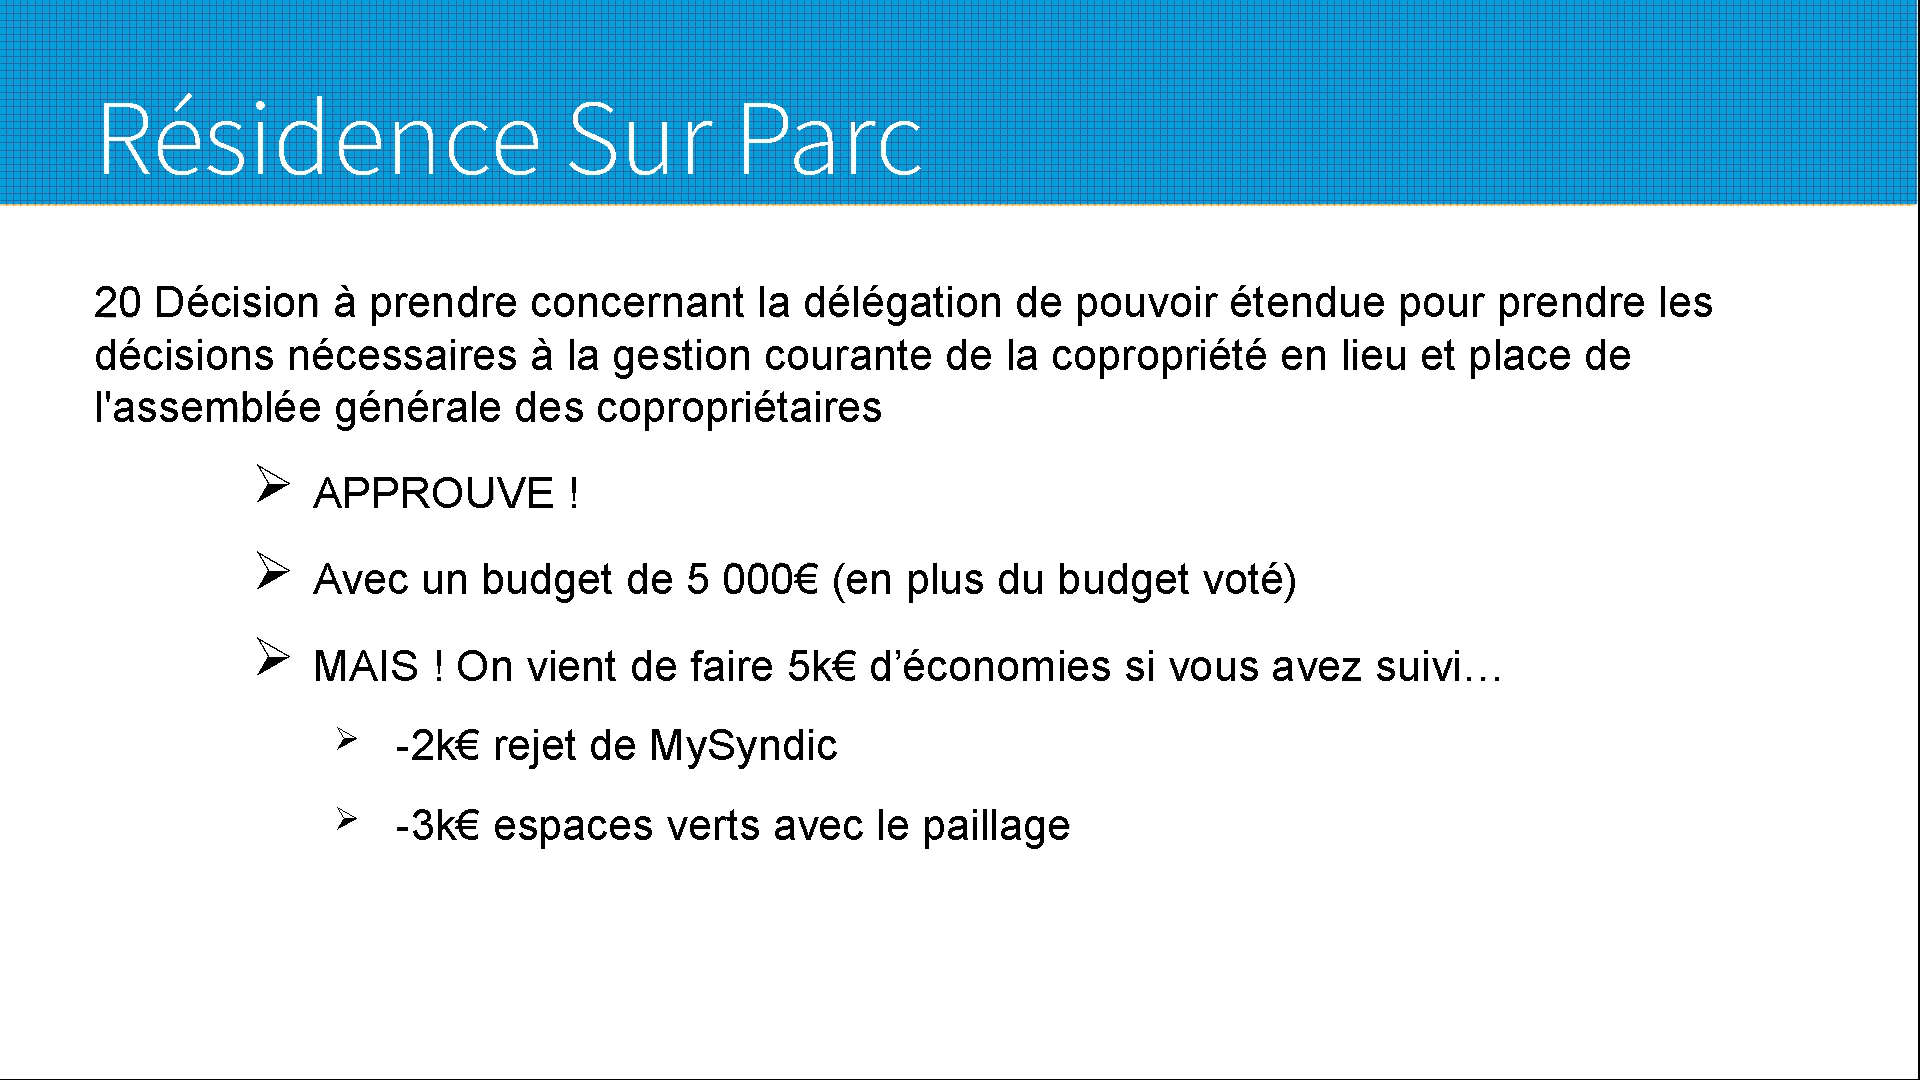 Résidence Sur Parc
20 Décision à prendre concernant la délégation de pouvoir étendue pour prendre les
décisions nécessaires à la gestion courante de la copropriété en lieu et place de
l'assemblée générale des copropriétaires
➢ APPROUVE !
➢ Avec un budget de 5 000€ (en plus du budget voté)
➢ MAIS ! On vient de faire 5k€ d’économies si vous avez suivi…
➢ -2k€ rejet de MySyndic
➢ -3k€ espaces verts avec le paillage